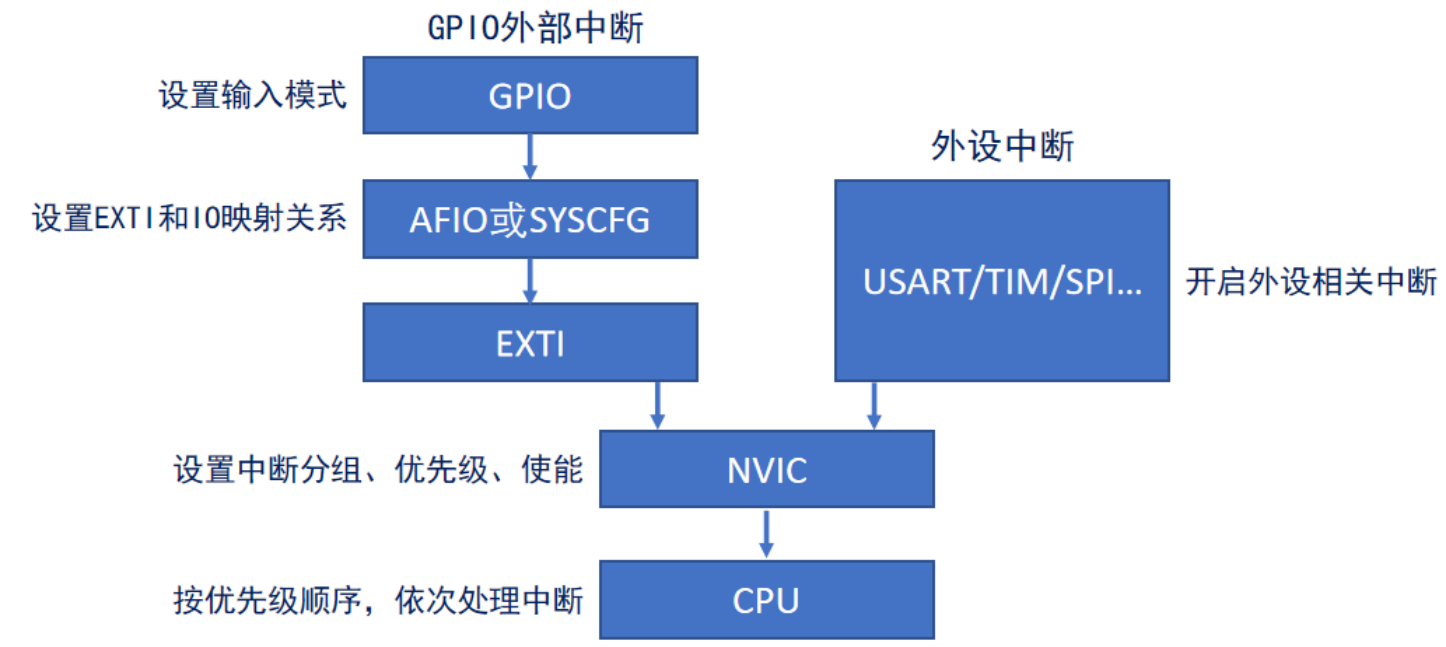 GPIO外部中断
设置输入模式
GPIO
外设中断
设置EXTI和IO映射关系
AFIO或SYSCFG
USART/TIM/SPI...
开启外设相关中断
EXTI
设置中断分组、优先级、使能
NVIC
按优先级顺序，依次处理中断
CPU